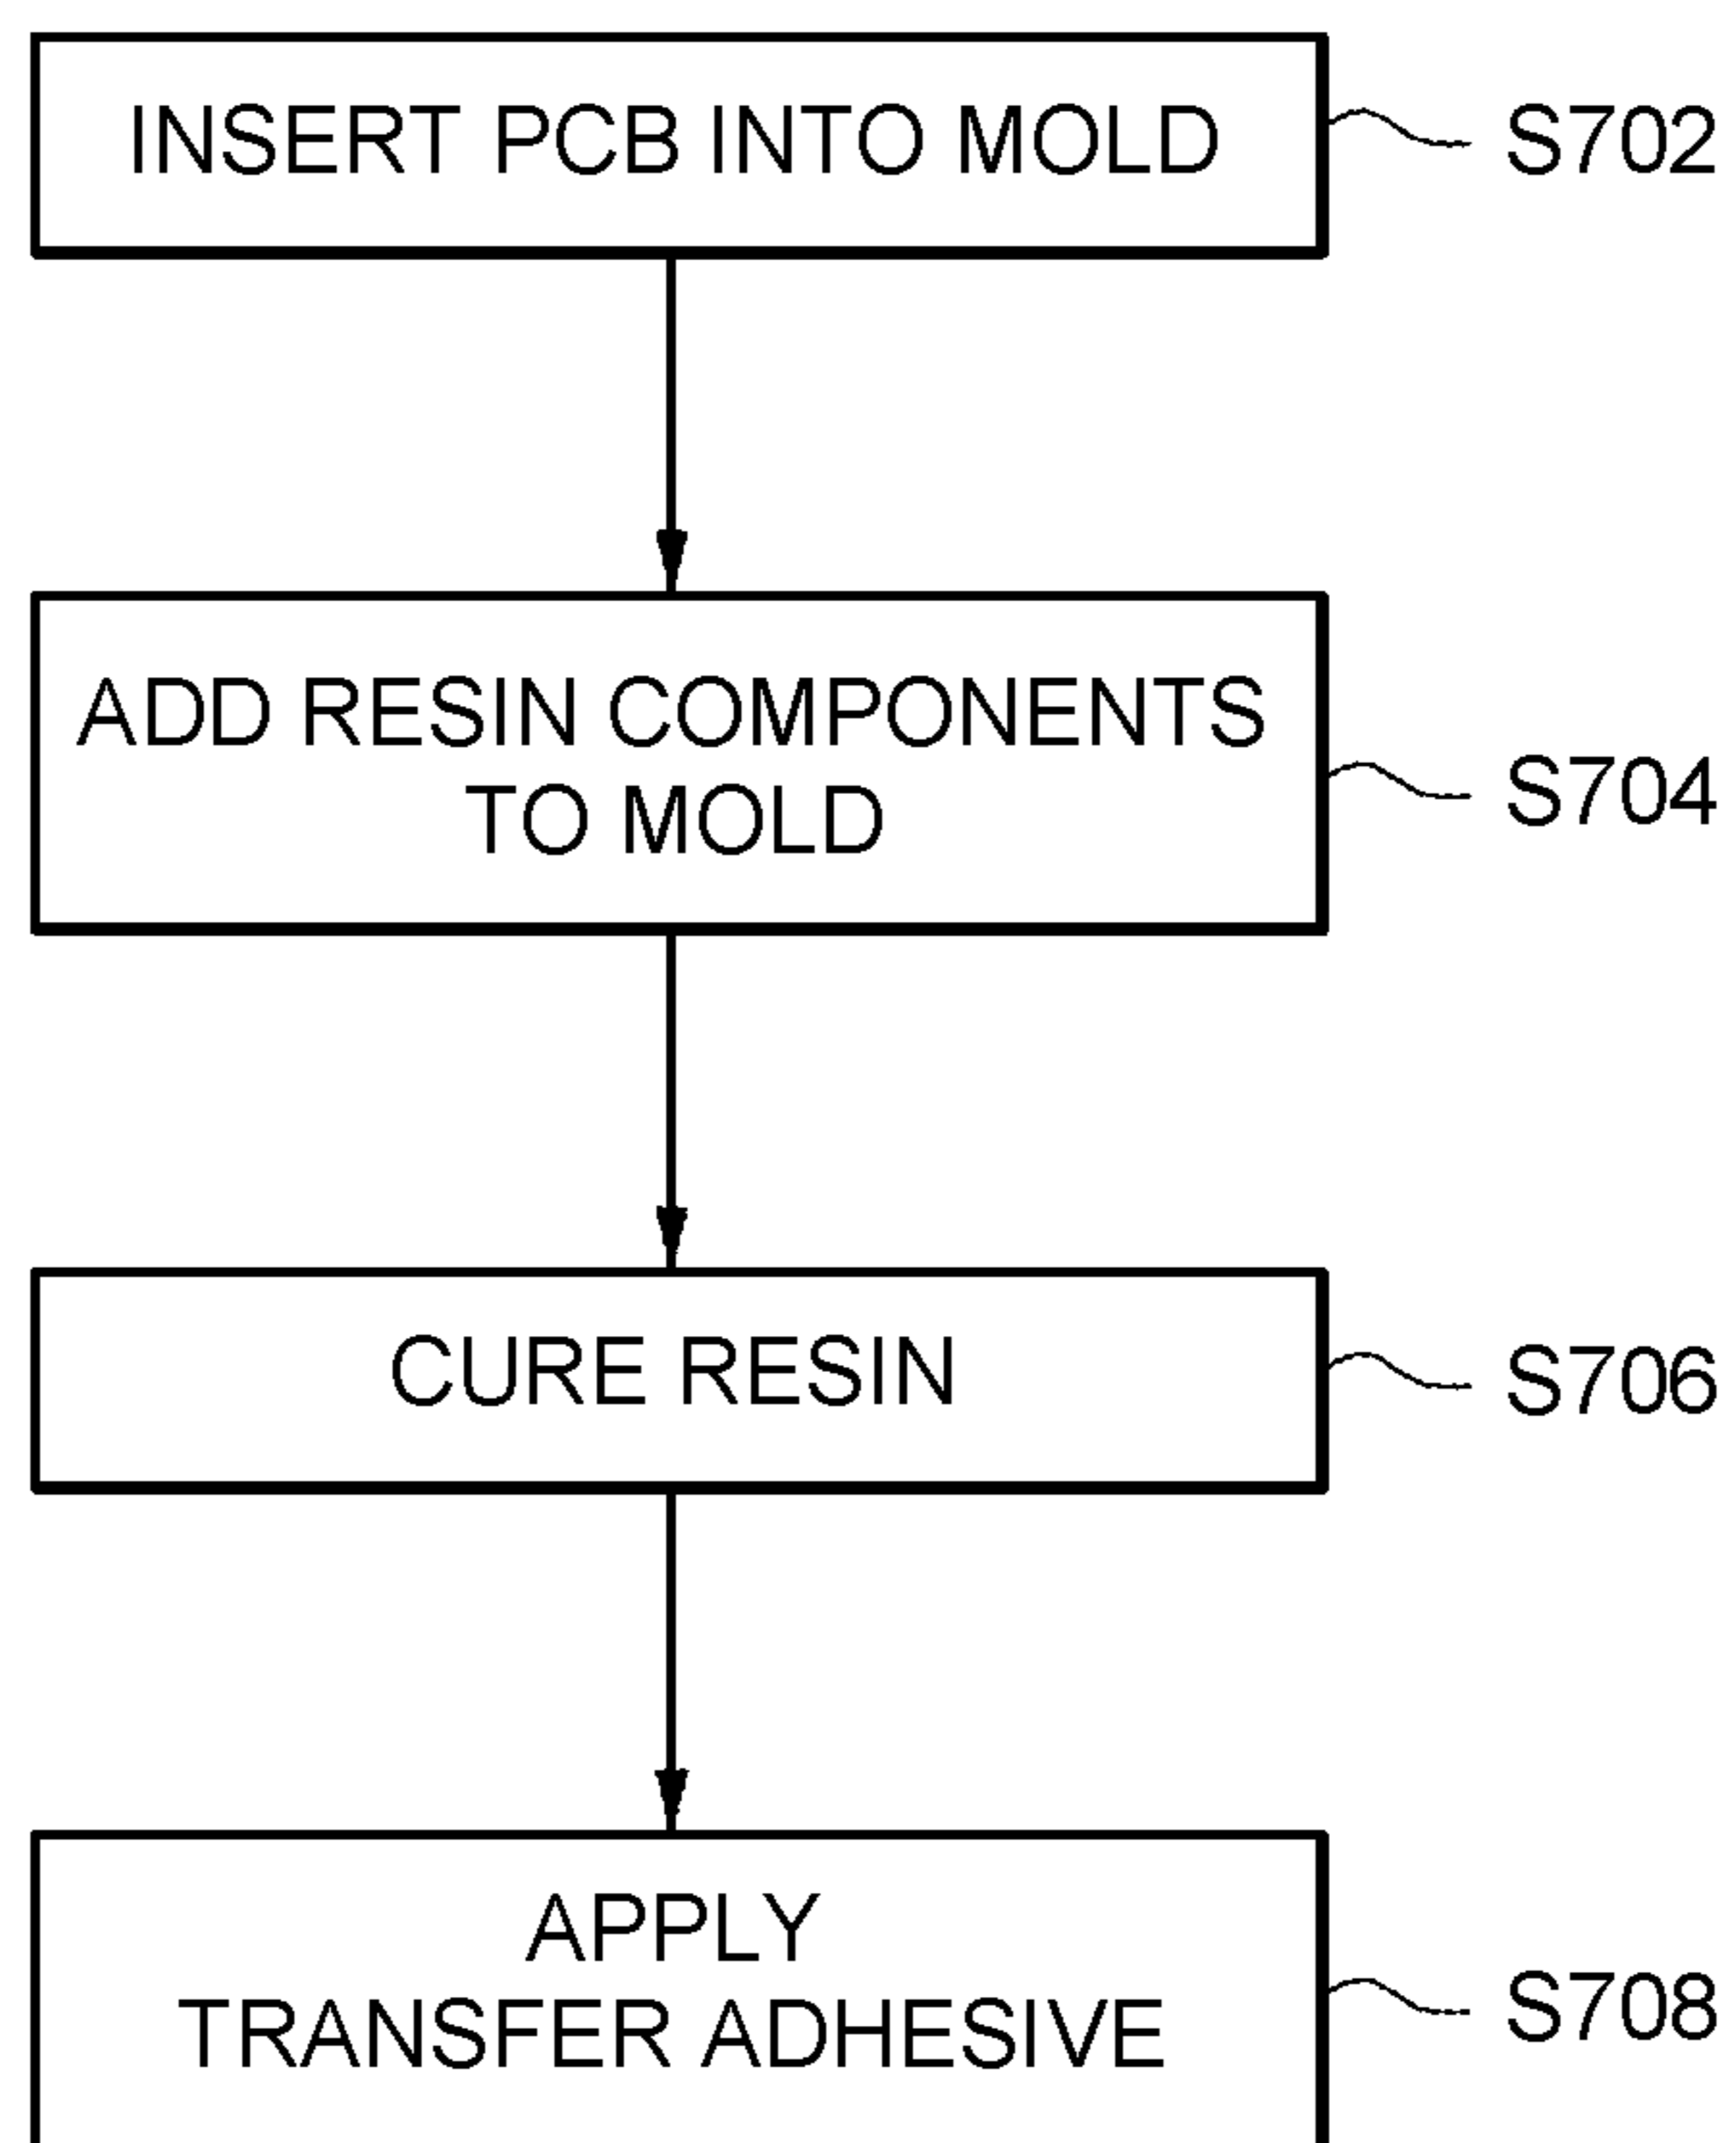 INSERT PCB INTO MOLD
S702
ADD RESIN COMPONENTS
TO MOLD
S704
CURE RESIN
S706
APPLY
TRANSFER ADHESIVE
S708